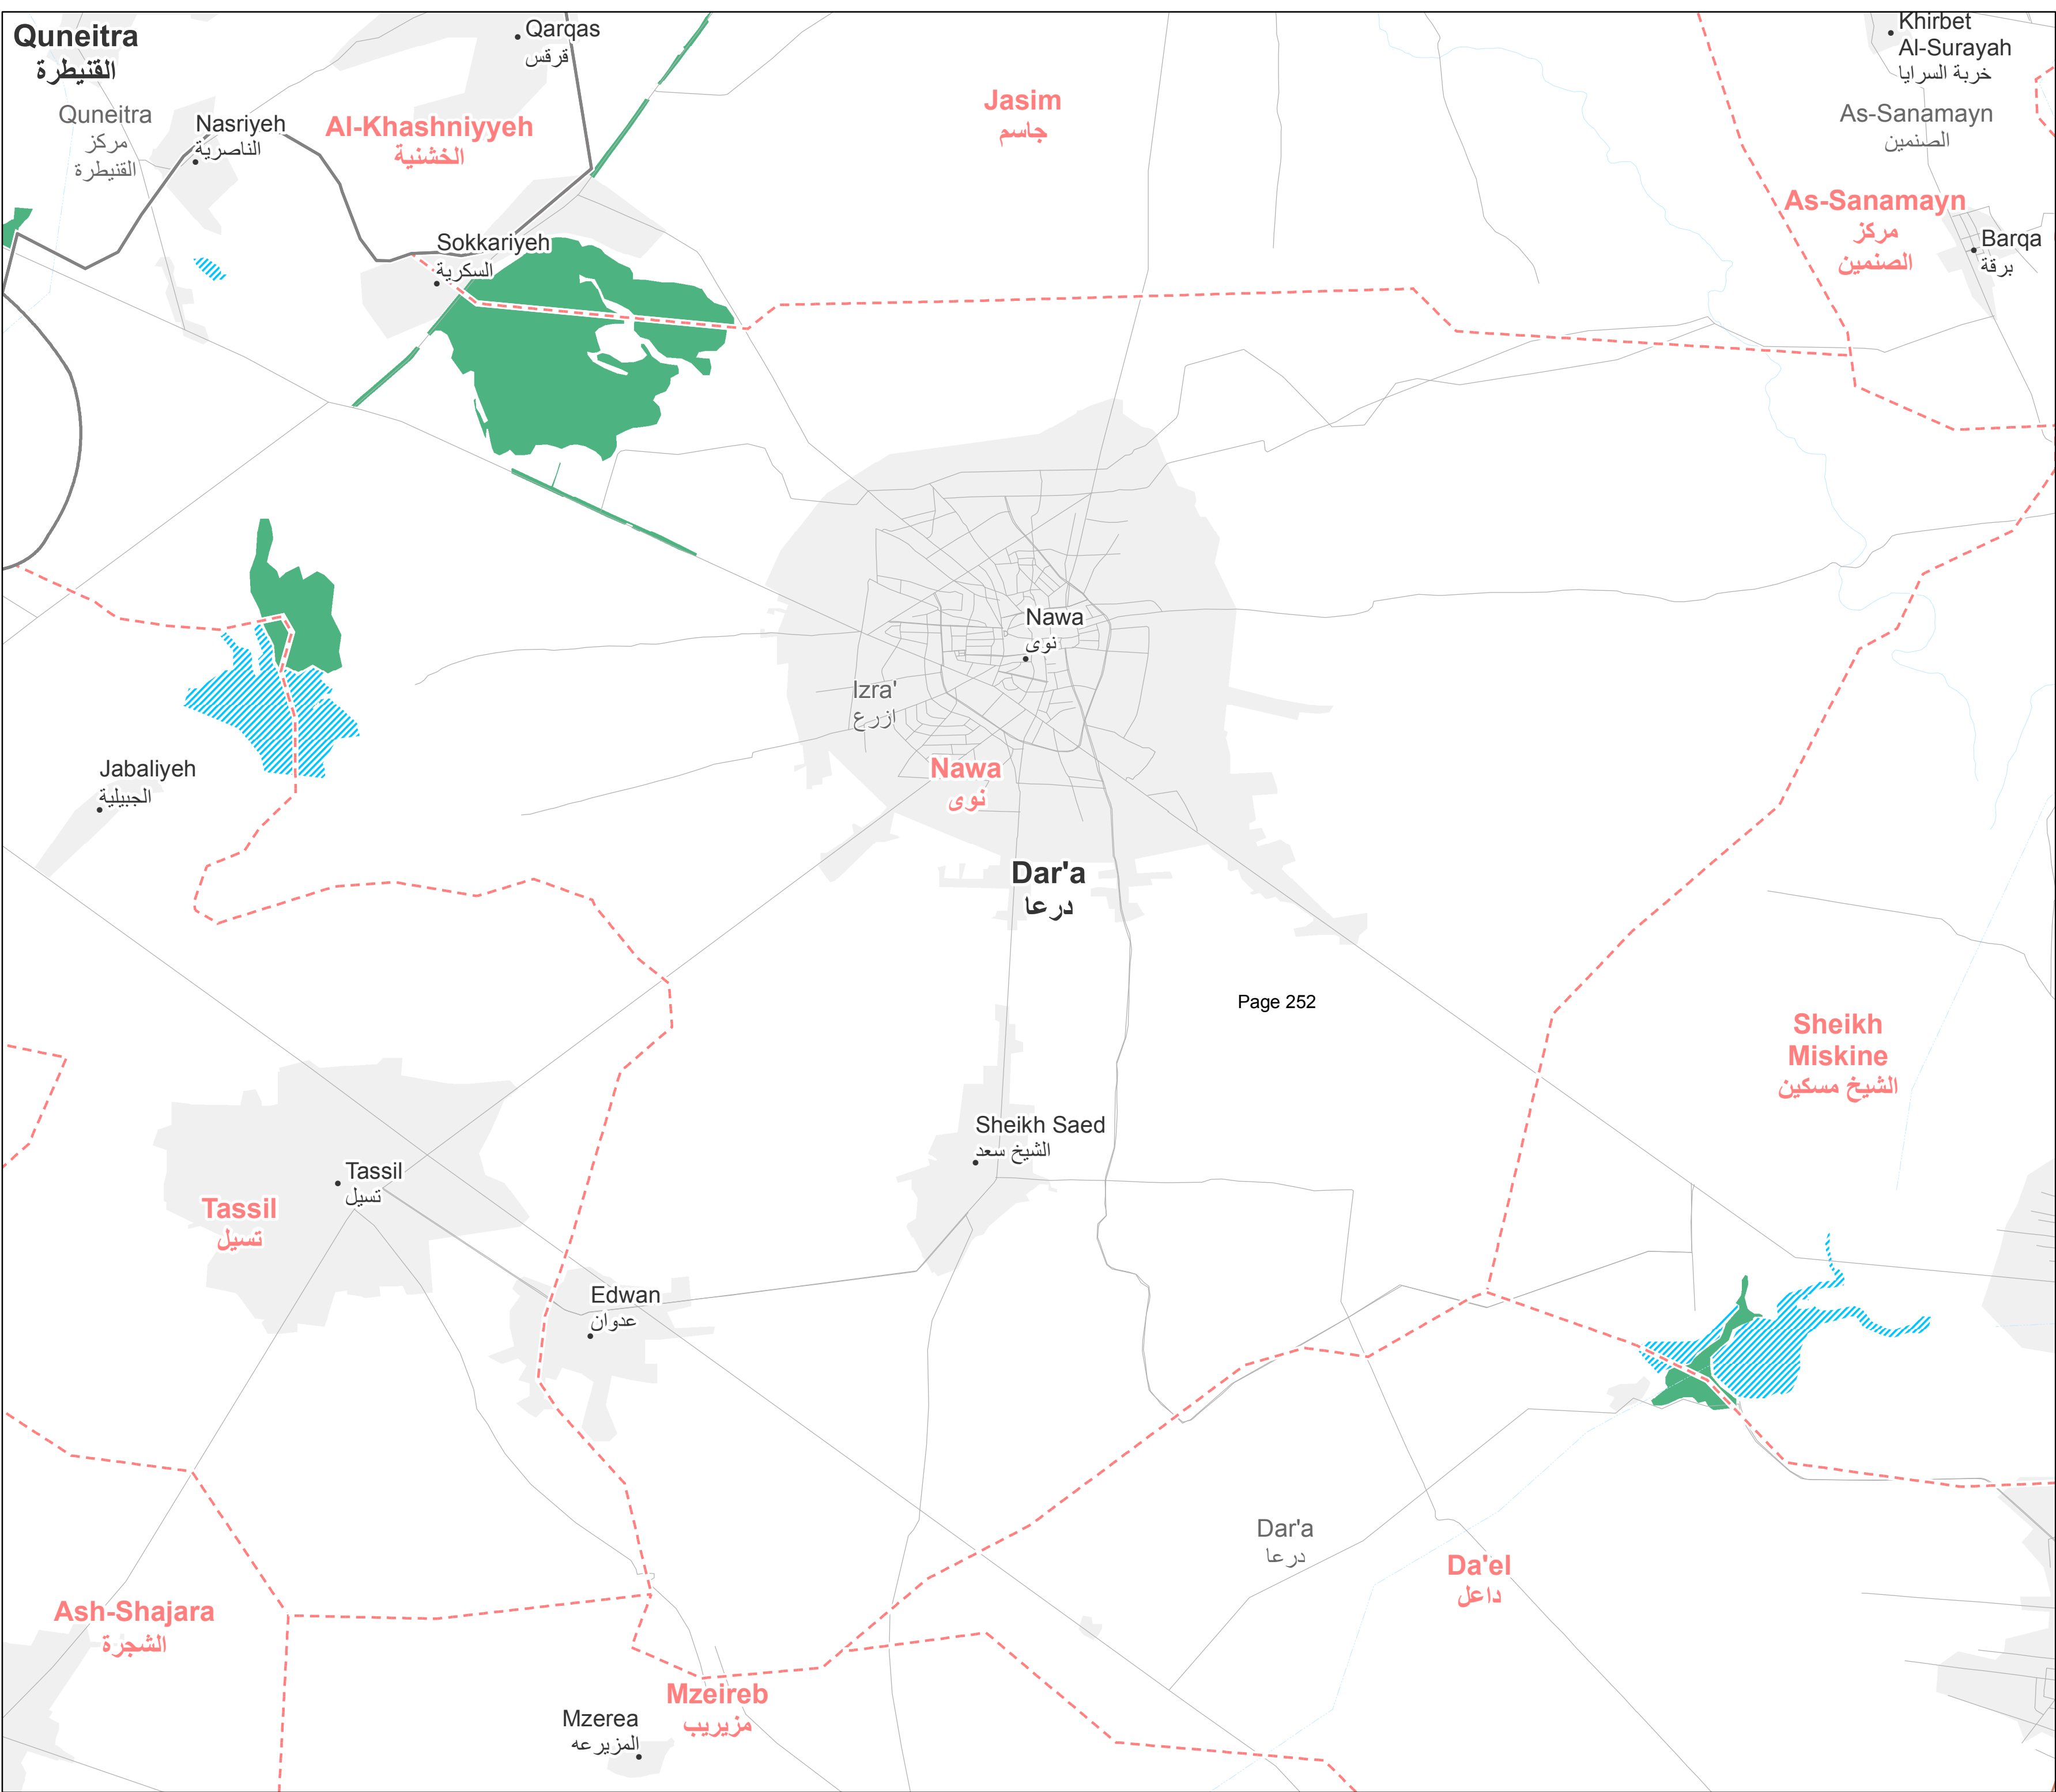 Quneitra
القنيطرة
Quneitra
مركز
القنيطرة
Nasriyeh
الناصرية
Al-Khashniyyeh
الخشنية
Qarqas
قرقس
Jasim
جاسم
Khirbet
Al-Surayah
خربة السرايا
As-Sanamayn
الصنمين
As-Sanamayn
مركز
الصنمين
Barqa
برقة
Sokkariyeh
السكرية
Nawa
نوى
Izra'
ازرع
Nawa
نوى
Jabaliyeh
الجبيلية
Dar'a
درعا
Page 252
Sheikh
Miskine
الشيخ مسكين
Sheikh Saed
الشيخ سعد
Tassil
تسيل
Tassil
تسيل
Edwan
عدوان
Dar'a
درعا
Da'el
داعل
Ash-Shajara
الشجرة
Mzeireb
مزيريب
Mzerea
المزيرعه